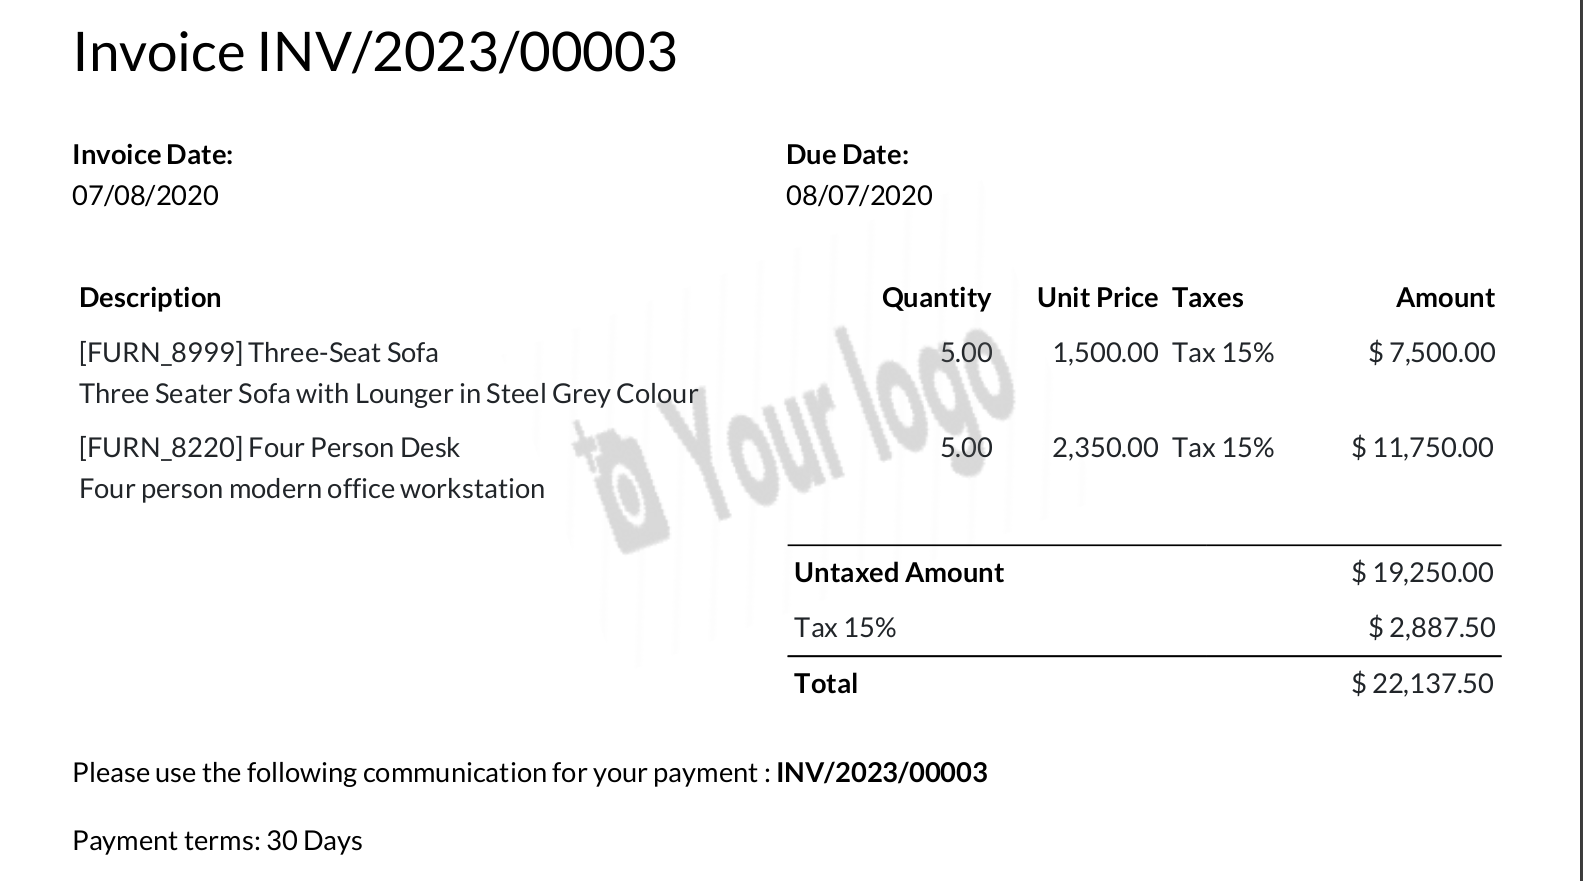 Invoice INV/2023/00003
Invoice Date: Due Date:
07/08/2020 08/07/2020
Description Quantity Unit Price Taxes Amount
[FURN_8999] Three-Seat Sofa 5.00 1,500.00 Tax 15% $ 7,500.00
Three Seater Sofa with Lounger in Steel Grey Colour
[FURN_8220] Four Person Desk 5.00 2,350.00 Tax 15% $ 11,750.00
Four person modern office workstation
Your logo
Untaxed Amount $ 19,250.00
Tax 15% $ 2,887.50
Total $ 22,137.50
Please use the following communication for your payment : INV/2023/00003
Payment terms: 30 Days